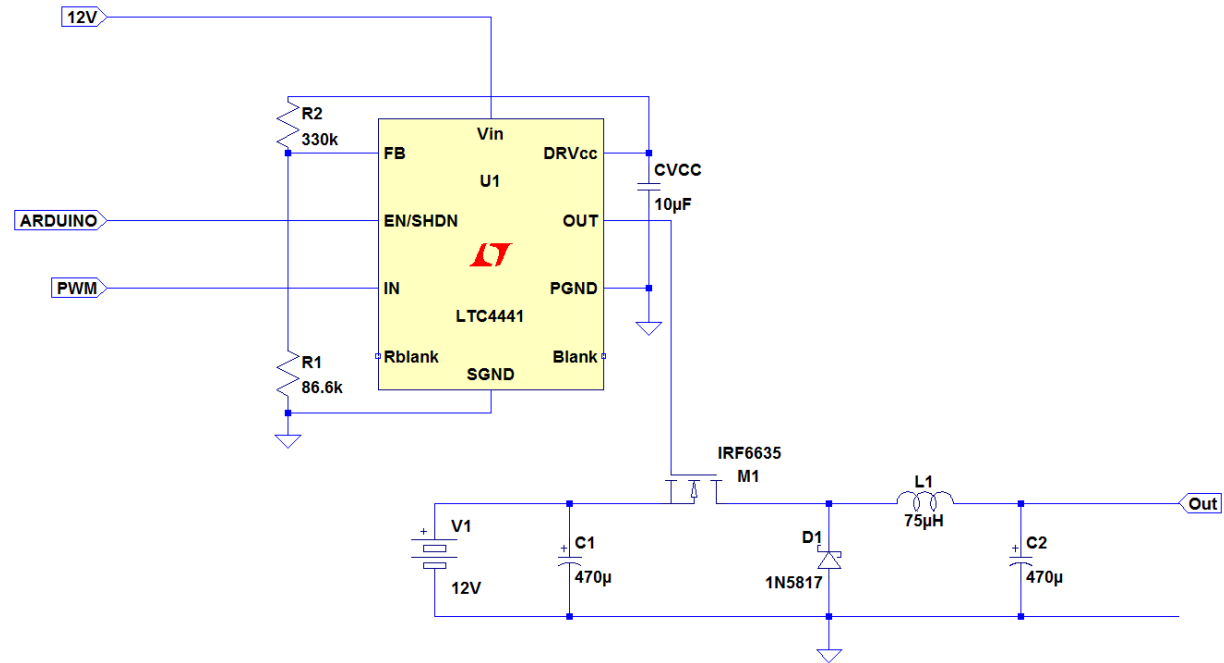 12V
R2
330k
Vin
FB
DRVcc
U1
CVCC
10µF
ARDUINO
EN/SHDN
OUT
PWM
IN
PGND
LTC4441
R1
86.6k
Rblank
Blank
SGND
IRF6635
M1
L1
75µH
Out
+
V1
12V
+
C1
470µ
D1
1N5817
+
C2
470µ